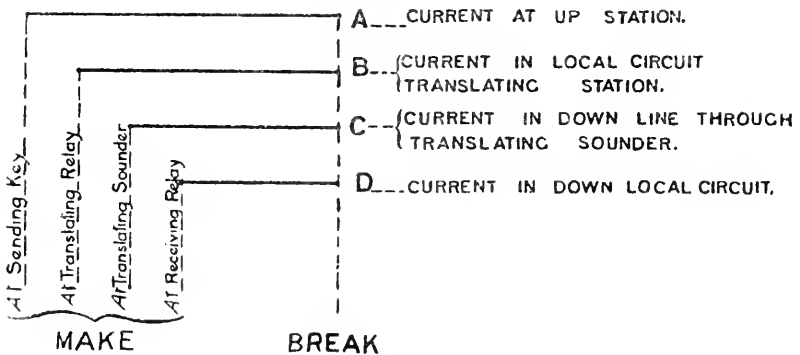 A---CURRENT AT UP STATION.
B---{CURRENT IN LOCAL CIRCUIT
TRANSLATING STATION.
C--{CURRENT IN DOWN LINE THROUGH
TRANSLATING SOUNDER.
D---CURRENT IN DOWN LOCAL CIRCUIT.
At Sending Key
At Translating Relay
At Translating Sounder
At Receiving Relay
MAKE BREAK